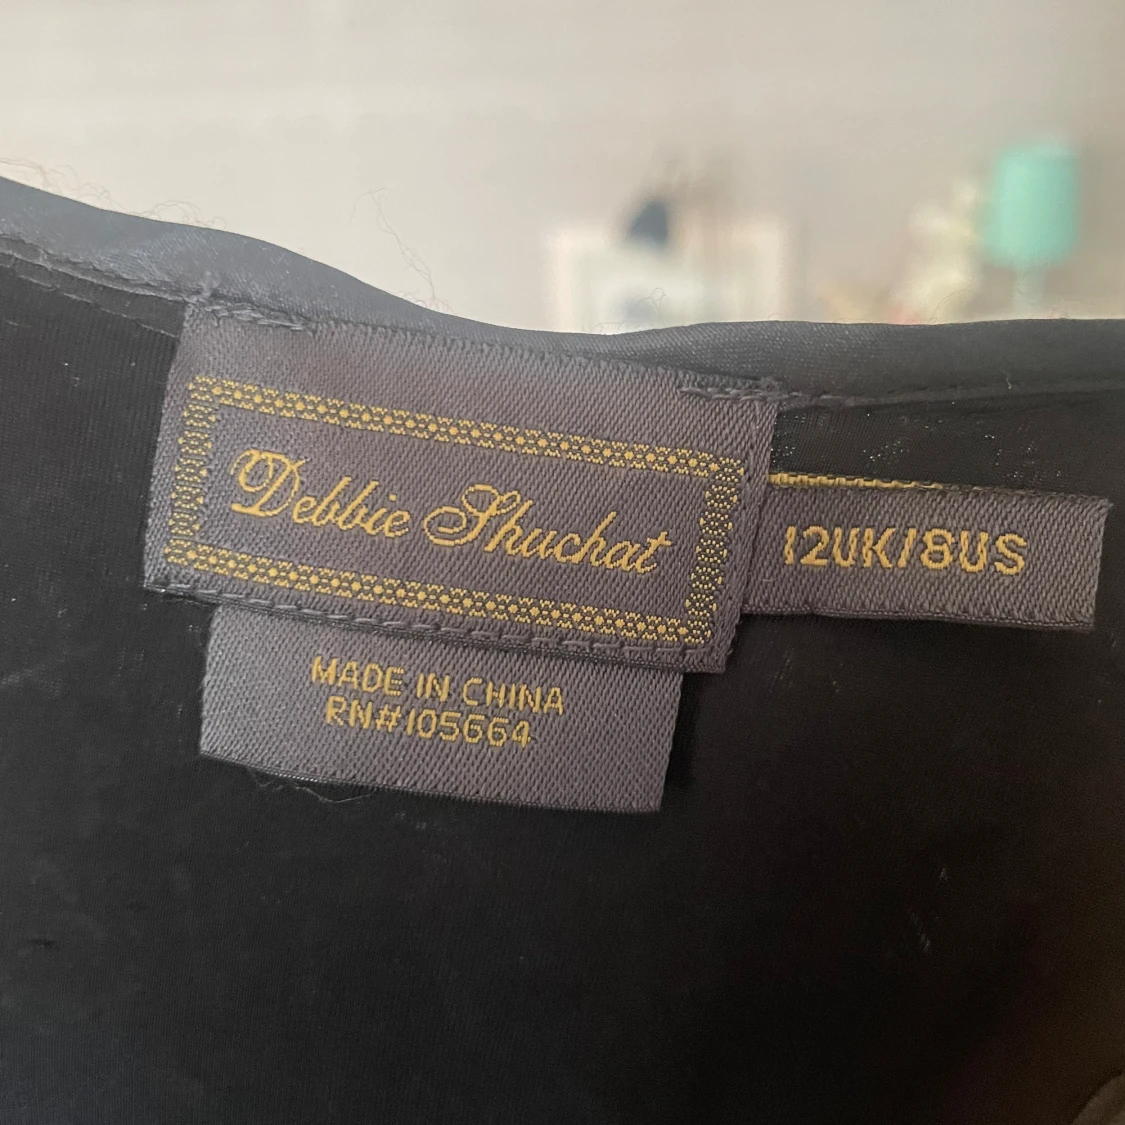 Debbie Shuchat
12UK/8US
MADE IN CHINA
RN#105664